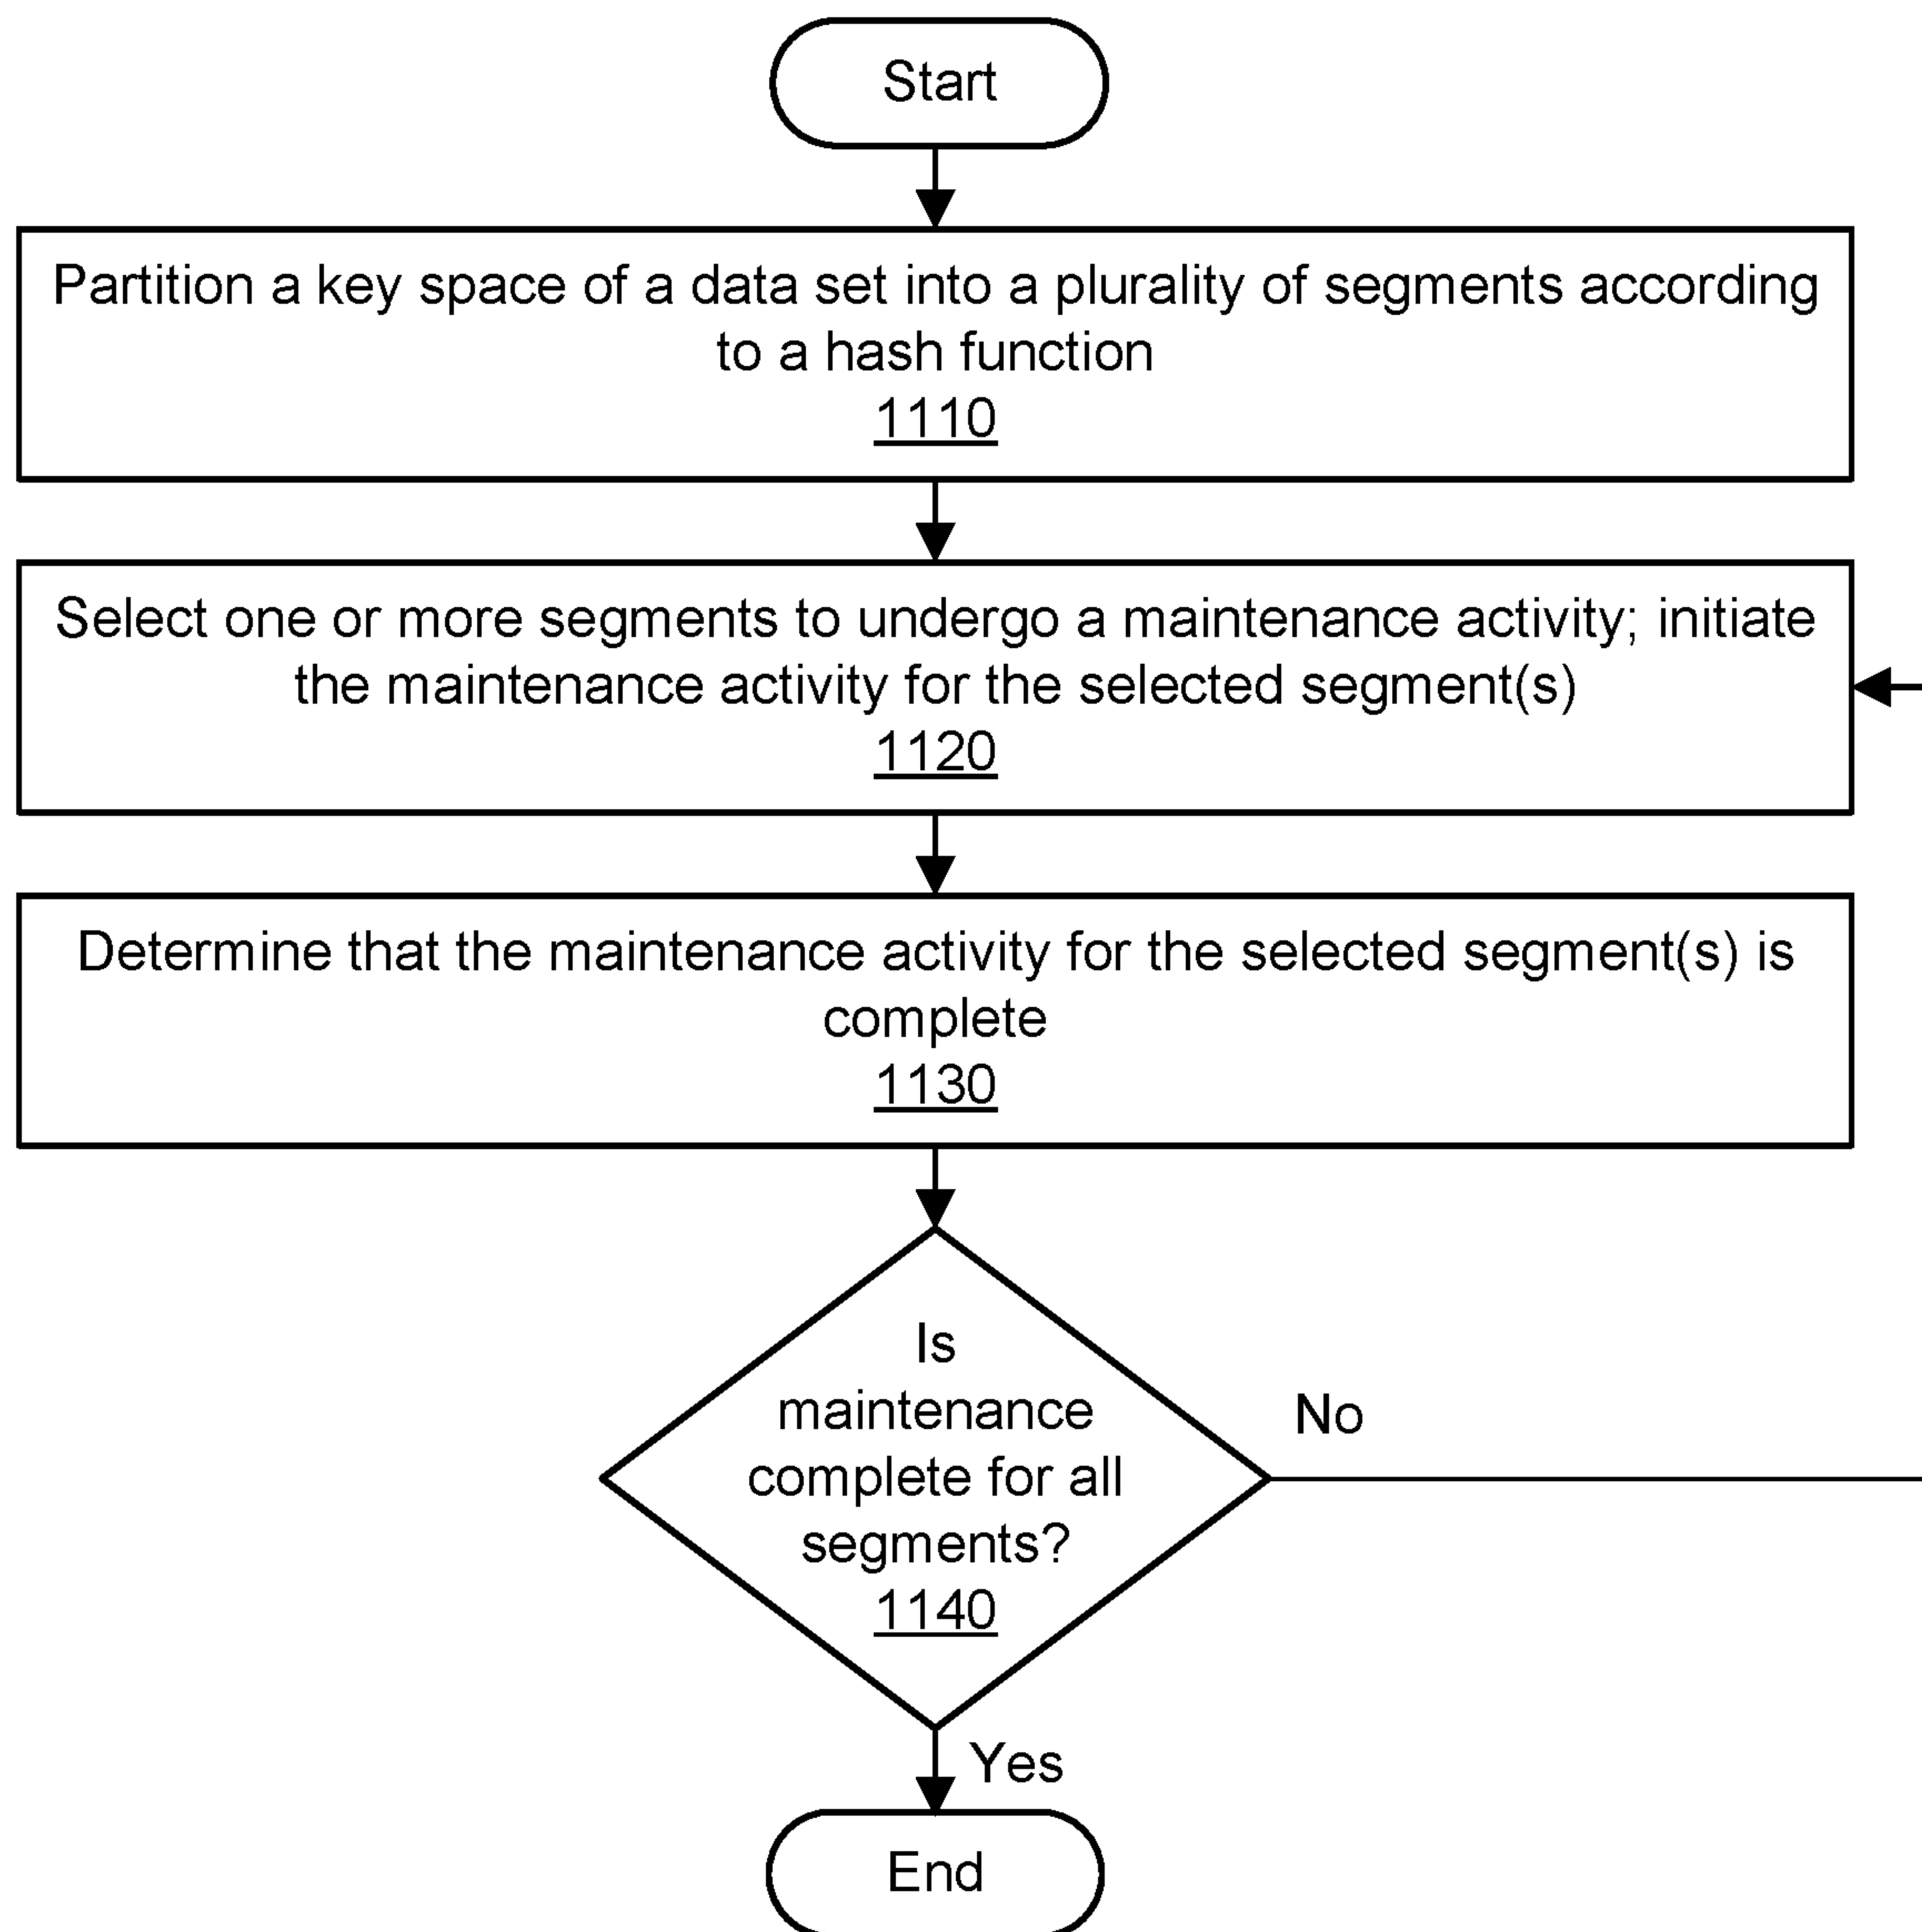 Start
Partition a key space of a data set into a plurality of segments according
to a hash function
1110
Select one or more segments to undergo a maintenance activity; initiate
the maintenance activity for the selected segment(s)
1120
Determine that the maintenance activity for the selected segment(s) is
complete
1130
Is
maintenance
complete for all
segments?
1140
No
Yes
End